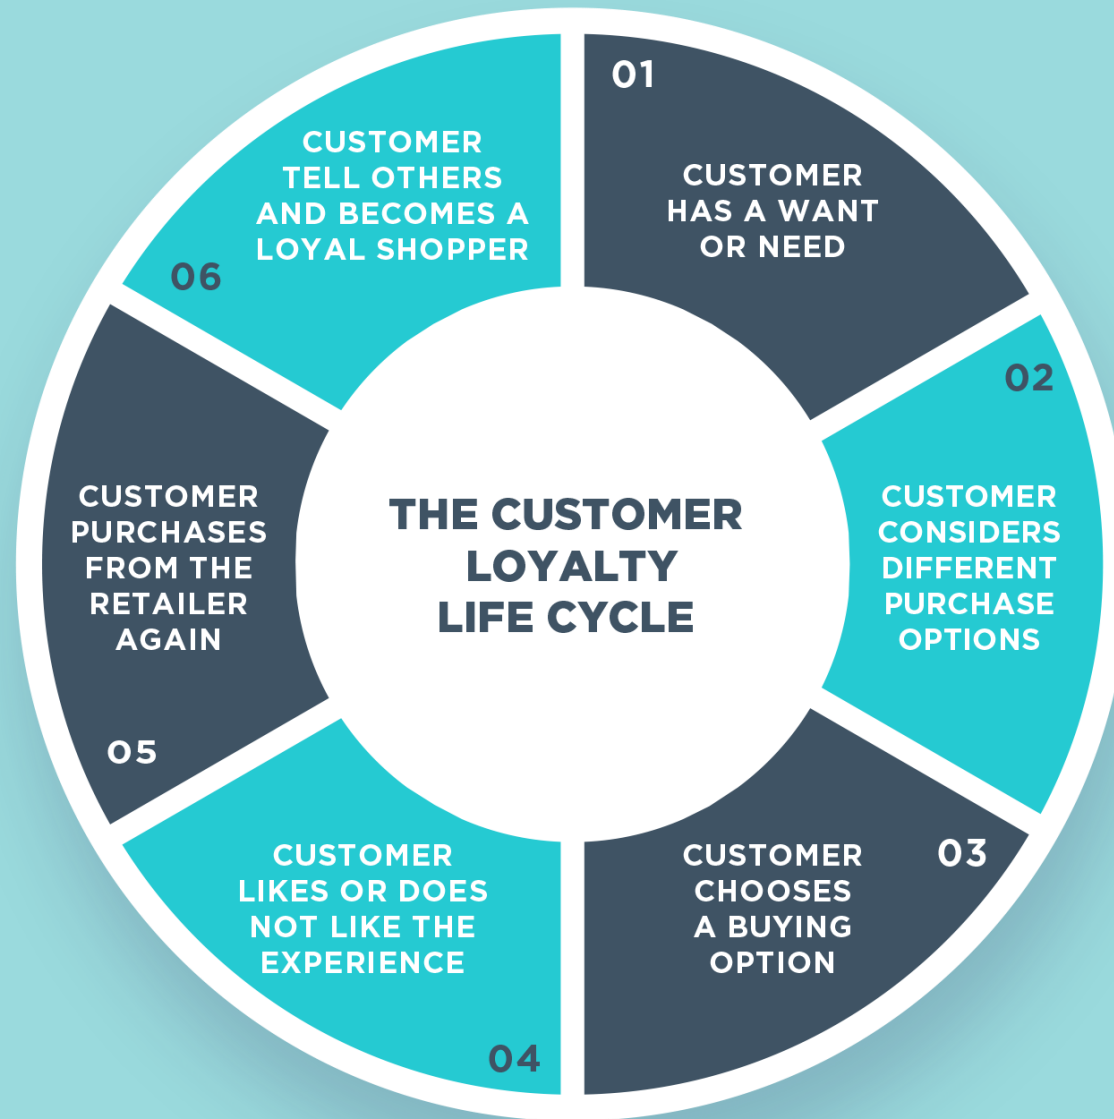 THE CUSTOMER
LOYALTY
LIFE CYCLE
01
CUSTOMER
HAS A WANT
OR NEED
02
CUSTOMER
CONSIDERS
DIFFERENT
PURCHASE
OPTIONS
03
CUSTOMER
CHOOSES
A BUYING
OPTION
04
CUSTOMER
LIKES OR DOES
NOT LIKE THE
EXPERIENCE
05
CUSTOMER
PURCHASES
FROM THE
RETAILER
AGAIN
06
CUSTOMER
TELL OTHERS
AND BECOMES A
LOYAL SHOPPER